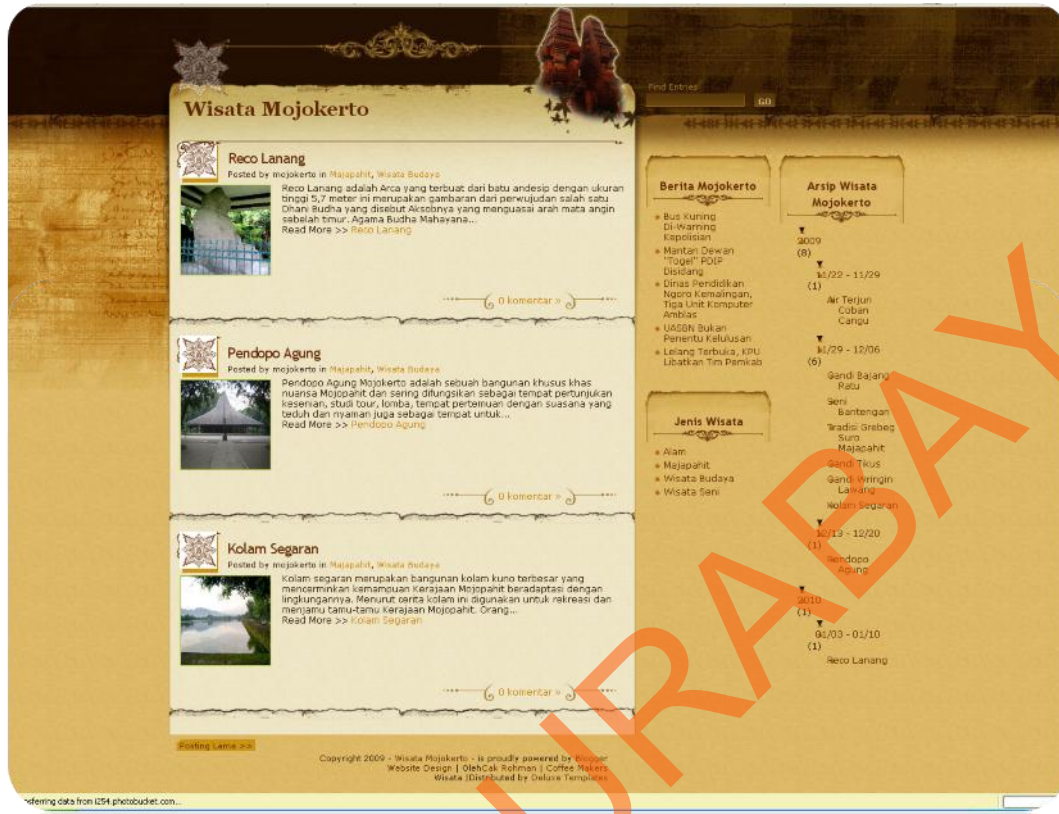 Find Entries
GO
Wisata Mojokerto
Reco Lanang
Posted by mojokerto in Majapahit, Wisata Budaya
Reco Lanang adalah Arca yang terbuat dari batu andesip dengan ukuran
tinggi 5,7 meter ini merupakan gambaran dari perwujudan salah satu
Dhani Budha yang disebut Aksobnya yang menguasai arah mata angin
sebelah timur. Agama Budha Mahayana...
Read More >> Reco Lanang
0 komentar »
Pendopo Agung
Posted by mojokerto in Majapahit, Wisata Budaya
Pendopo Agung Mojokerto adalah sebuah bangunan khusus khas
nuansa Mojopahit dan sering difungsikan sebagai tempat pertunjukan
kesenian, studi tour, lomba, tempat pertemuan dengan suasana yang
teduh dan nyaman juga sebagai tempat untuk...
Read More >> Pendopo Agung
0 komentar »
Kolam Segaran
Posted by mojokerto in Majapahit, Wisata Budaya
Kolam segaran merupakan bangunan kolam kuno terbesar yang
mencerminkan kemampuan Kerajaan Mojopahit beradaptasi dengan
lingkungannya. Menurut cerita kolam ini digunakan untuk rekreasi dan
menjamu tamu-tamu Kerajaan Mojopahit. Orang...
Read More >> Kolam Segaran
0 komentar »
Posting Lama >>
Berita Mojokerto
Bus Kuning
Di-Warning
Kepolisian
Mantan Dewan
"Togel" PDIP
Disidang
Dinas Pendidikan
Ngoro Kemalingan,
Tiga Unit Komputer
Amblas
UASBN Bukan
Penentu Kelulusan
Lelang Terbuka, KPU
Libatkan Tim Pemkab
Jenis Wisata
Alam
Majapahit
Wisata Budaya
Wisata Seni
Arsip Wisata
Mojokerto
▼
2009
(8)
▼
11/22 - 11/29
(1)
Air Terjun
Coban
Cangu
▼
11/29 - 12/06
(6)
Candi Bajang
Ratu
Seni
Bantengan
Tradisi Grebeg
Suro
Majapahit
Candi Tikus
Candi Wringin
Lawang
Kolam Segaran
▼
12/13 - 12/20
(1)
Pendopo
Agung
▼
2010
(1)
▼
01/03 - 01/10
(1)
Reco Lanang
Copyright 2009 - Wisata Mojokerto - is proudly powered by Blogger
Website Design | OlehCak Rohman | Coffee Makers
Wisata |Distributed by Deluxe Templates
sferring data from i254.photobucket.com...
URABAY